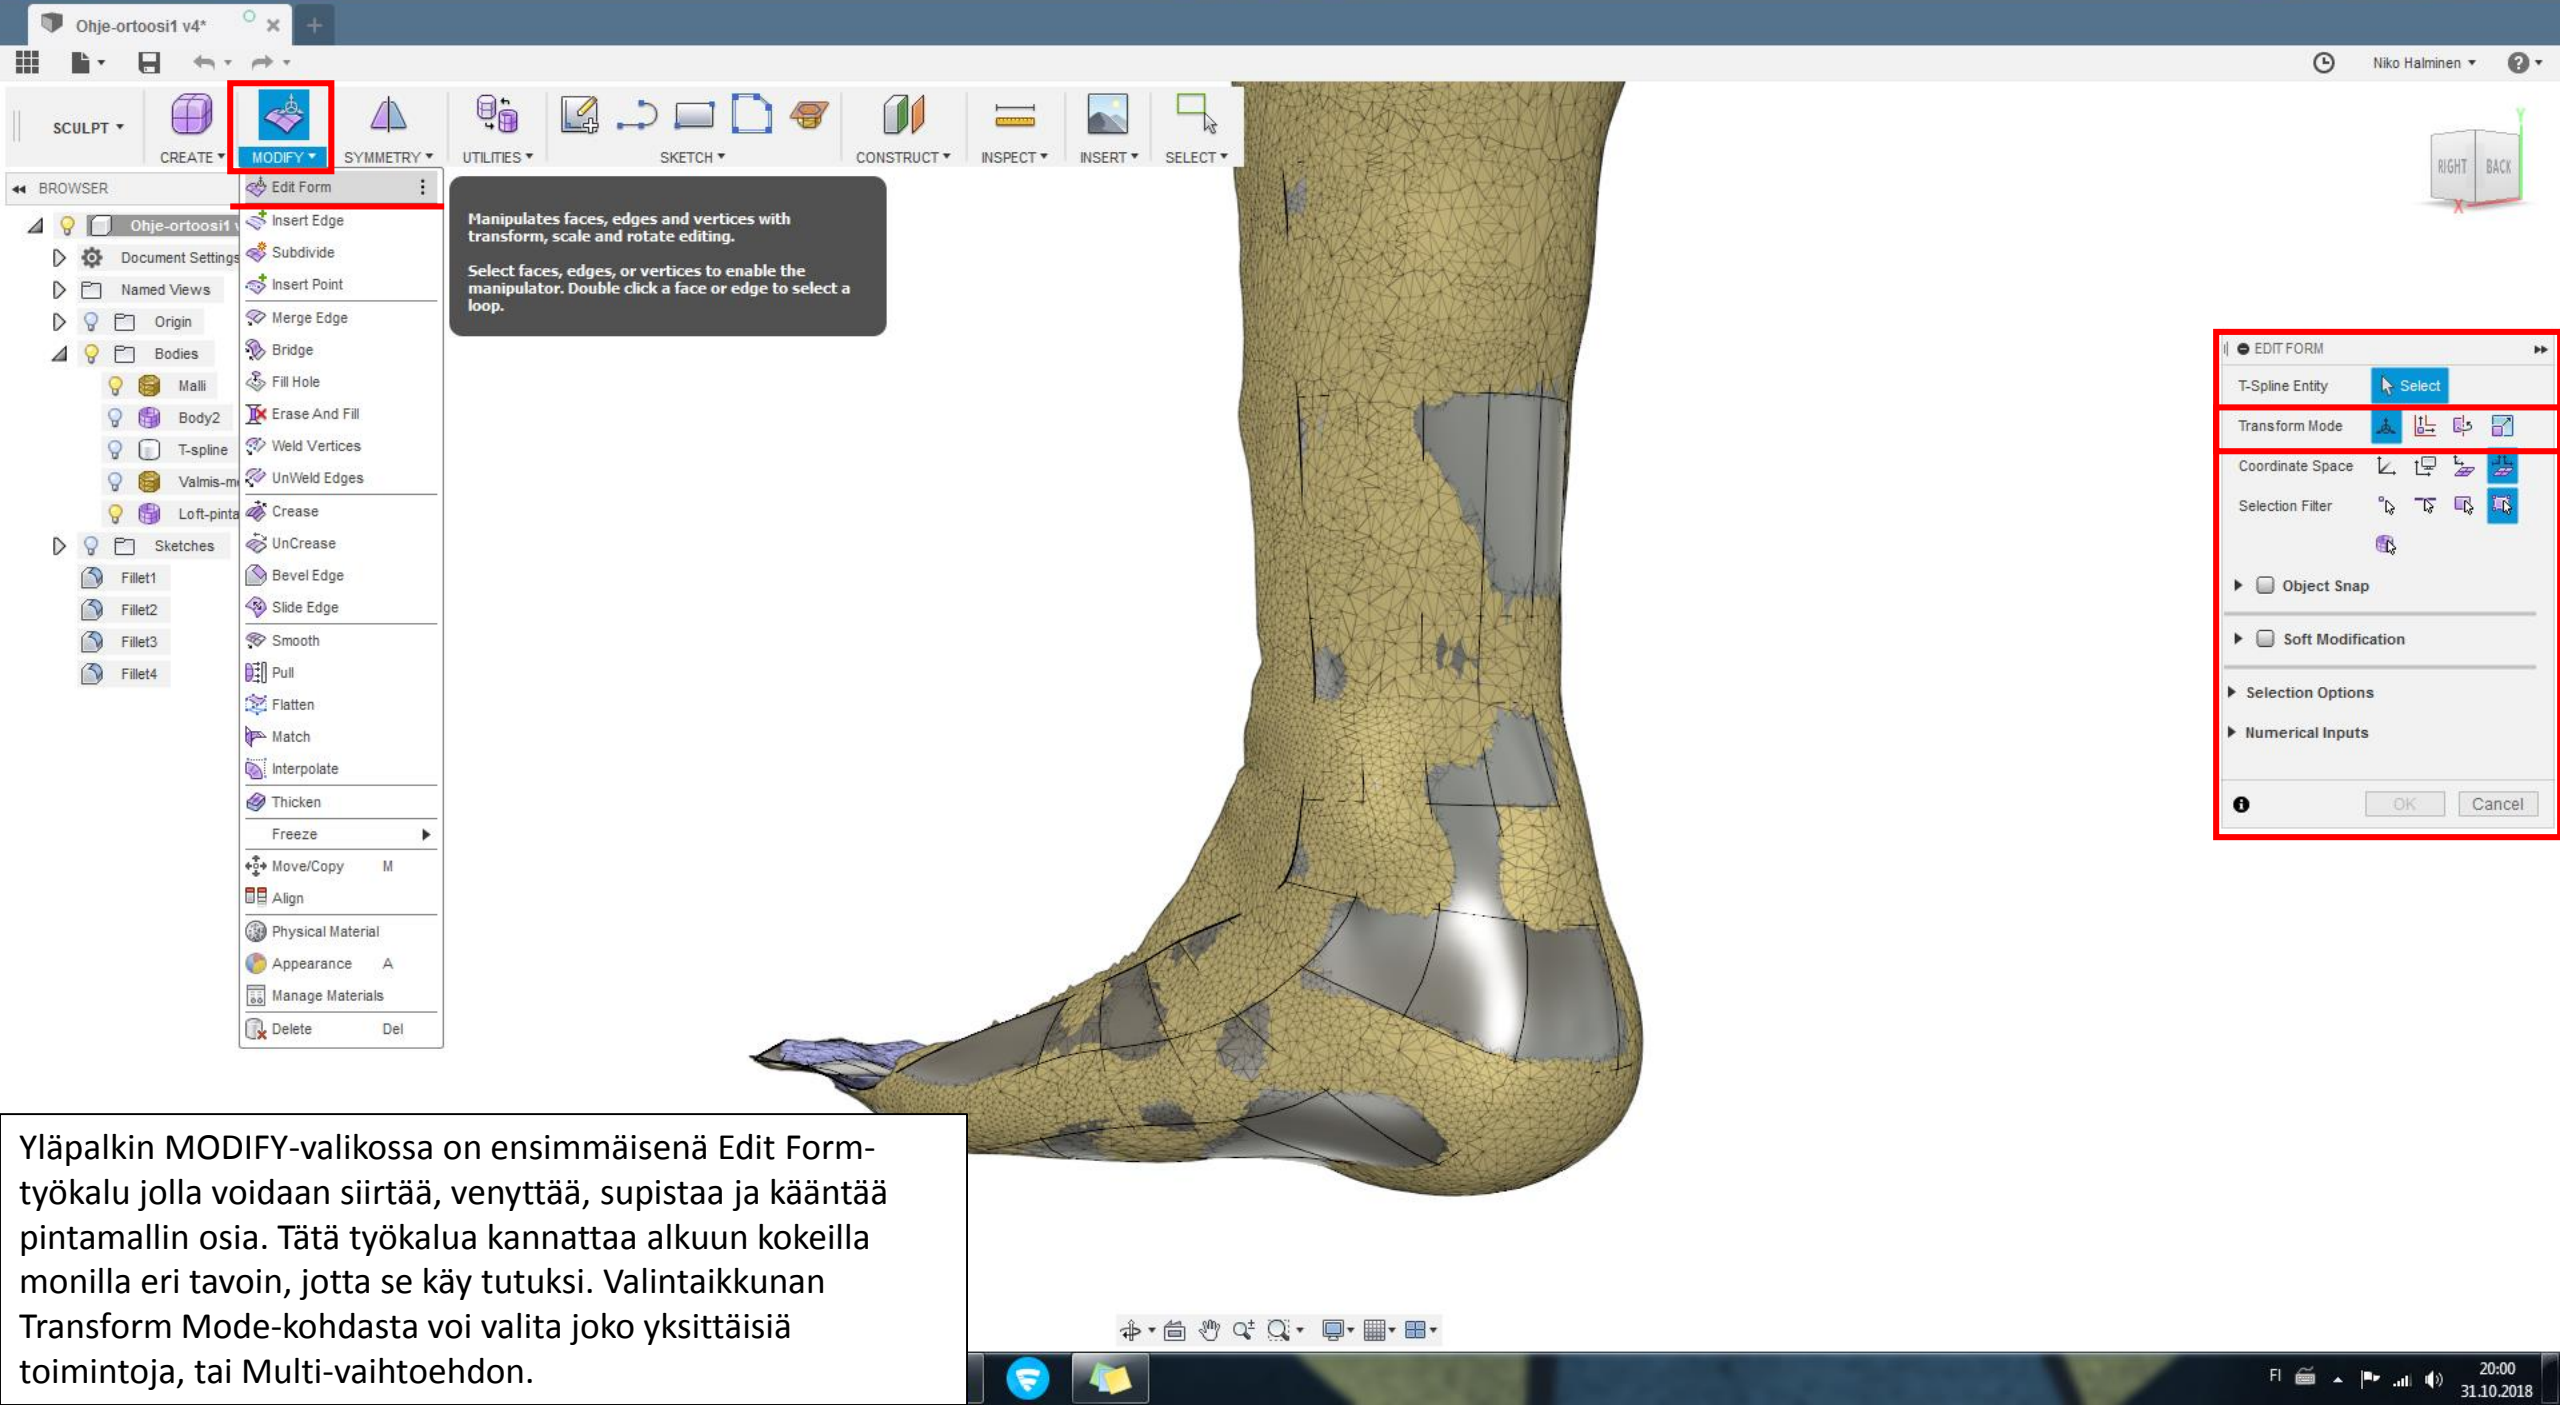 Ohje-ortoosi1 v4*
Niko Halminen
SCULPT
CREATE
MODIFY
SYMMETRY
UTILITIES
SKETCH
CONSTRUCT
INSPECT
INSERT
SELECT
RIGHT
BACK
Y
X
BROWSER
Ohje-ortoosi1 v
Document Settings
Named Views
Origin
Bodies
Malli
Body2
T-spline
Valmis-m
Loft-pinta
Sketches
Fillet1
Fillet2
Fillet3
Fillet4
Edit Form
Insert Edge
Subdivide
Insert Point
Merge Edge
Bridge
Fill Hole
Erase And Fill
Weld Vertices
UnWeld Edges
Crease
UnCrease
Bevel Edge
Slide Edge
Smooth
Pull
Flatten
Match
Interpolate
Thicken
Freeze
Move/Copy M
Align
Physical Material
Appearance A
Manage Materials
Delete Del
Manipulates faces, edges and vertices with
transform, scale and rotate editing.
Select faces, edges, or vertices to enable the
manipulator. Double click a face or edge to select a
loop.
EDIT FORM
T-Spline Entity Select
Transform Mode
Coordinate Space
Selection Filter
Object Snap
Soft Modification
Selection Options
Numerical Inputs
OK Cancel
Yläpalkin MODIFY-valikossa on ensimmäisenä Edit Form-
työkalu jolla voidaan siirtää, venyttää, supistaa ja kääntää
pintamallin osia. Tätä työkalua kannattaa alkuun kokeilla
monilla eri tavoin, jotta se käy tutuksi. Valintaikkunan
Transform Mode-kohdasta voi valita joko yksittäisiä
toimintoja, tai Multi-vaihtoehdon.
FI
20:00
31.10.2018